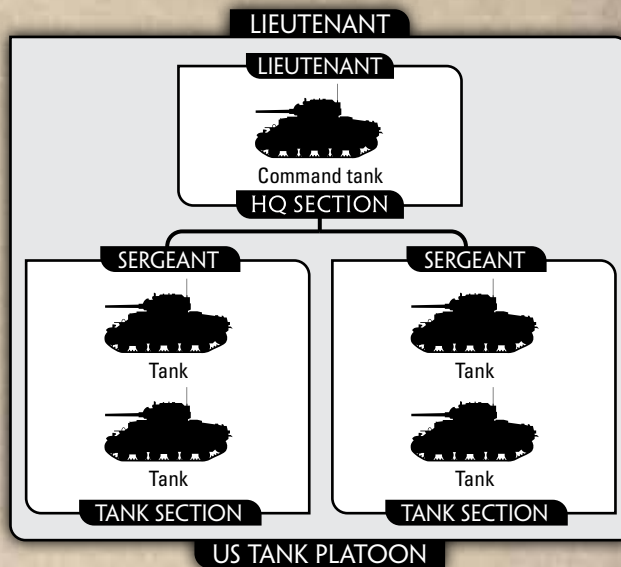 LIEUTENANT
LIEUTENANT
Command tank
HQ SECTION
SERGEANT
Tank
Tank
TANK SECTION
SERGEANT
Tank
Tank
TANK SECTION
US TANK PLATOON